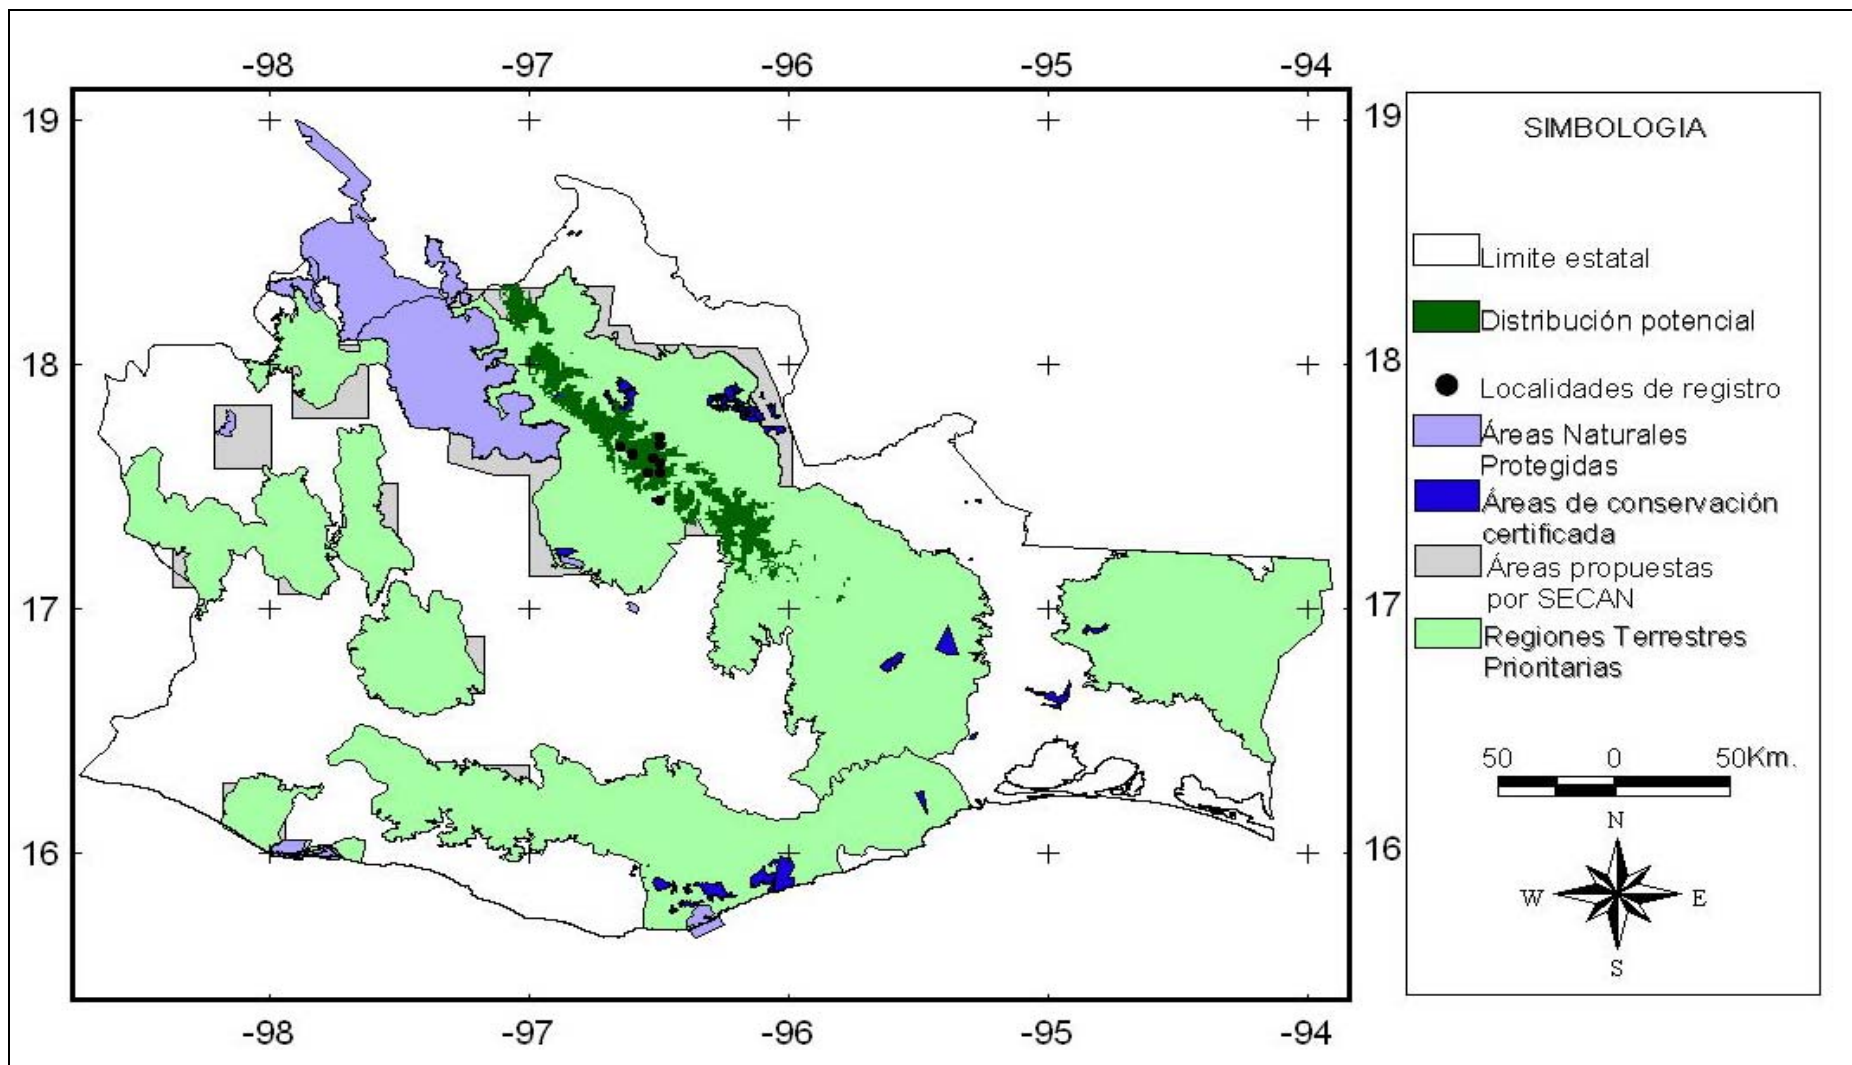 -98 -97 -96 -95 -94
19 19
18 18
17 17
16 16
-98 -97 -96 -95 -94
SIMBOLOGIA
Limite estatal
Distribución potencial
Localidades de registro
Áreas Naturales
Protegidas
Áreas de conservación
certificada
Áreas propuestas
por SECAN
Regiones Terrestres
Prioritarias
50 0 50Km.
N
W E
S